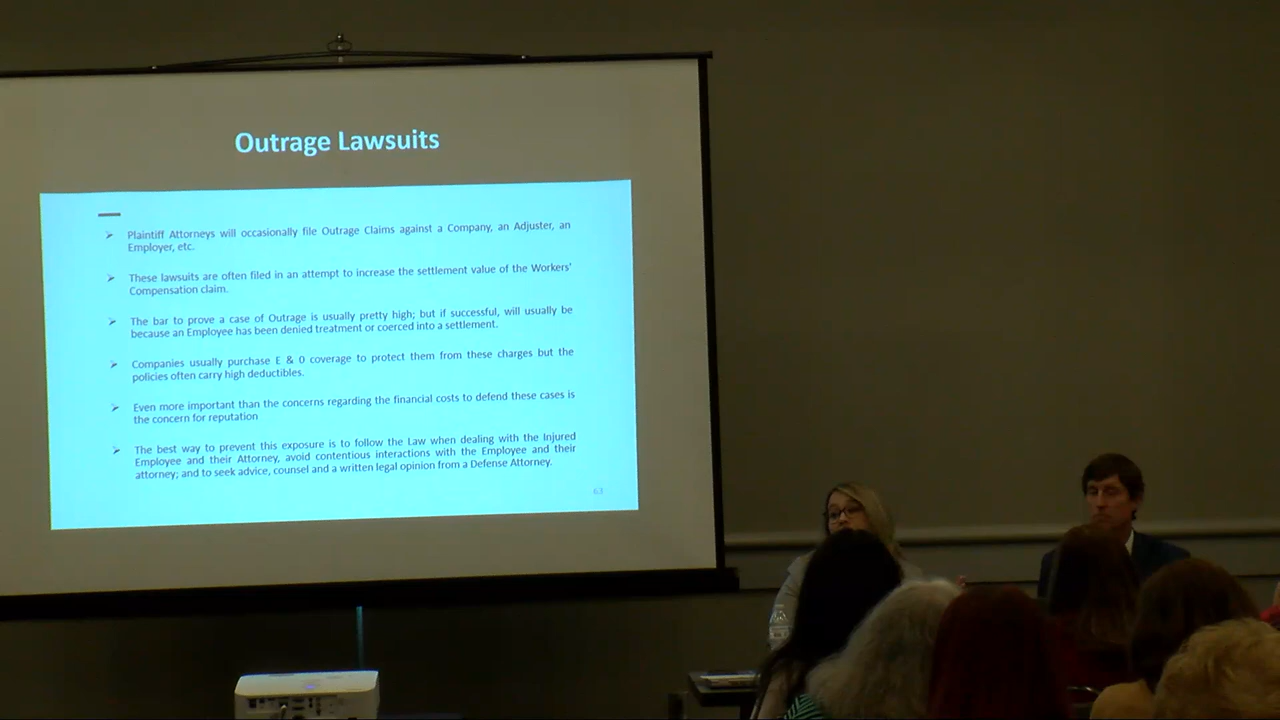 Outrage Lawsuits
➢ Plaintiff Attorneys will occasionally file Outrage Claims against a Company, an Adjuster, an
Employer, etc.
➢ These lawsuits are often filed in an attempt to increase the settlement value of the Workers'
Compensation claim.
➢ The bar to prove a case of Outrage is usually pretty high; but if successful, will usually be
because an Employee has been denied treatment or coerced into a settlement.
➢ Companies usually purchase E & O coverage to protect them from these charges but the
policies often carry high deductibles.
➢ Even more important than the concerns regarding the financial costs to defend these cases is
the concern for reputation
➢ The best way to prevent this exposure is to follow the Law when dealing with the Injured
Employee and their Attorney, avoid contentious interactions with the Employee and their
attorney; and to seek advice, counsel and a written legal opinion from a Defense Attorney.
63